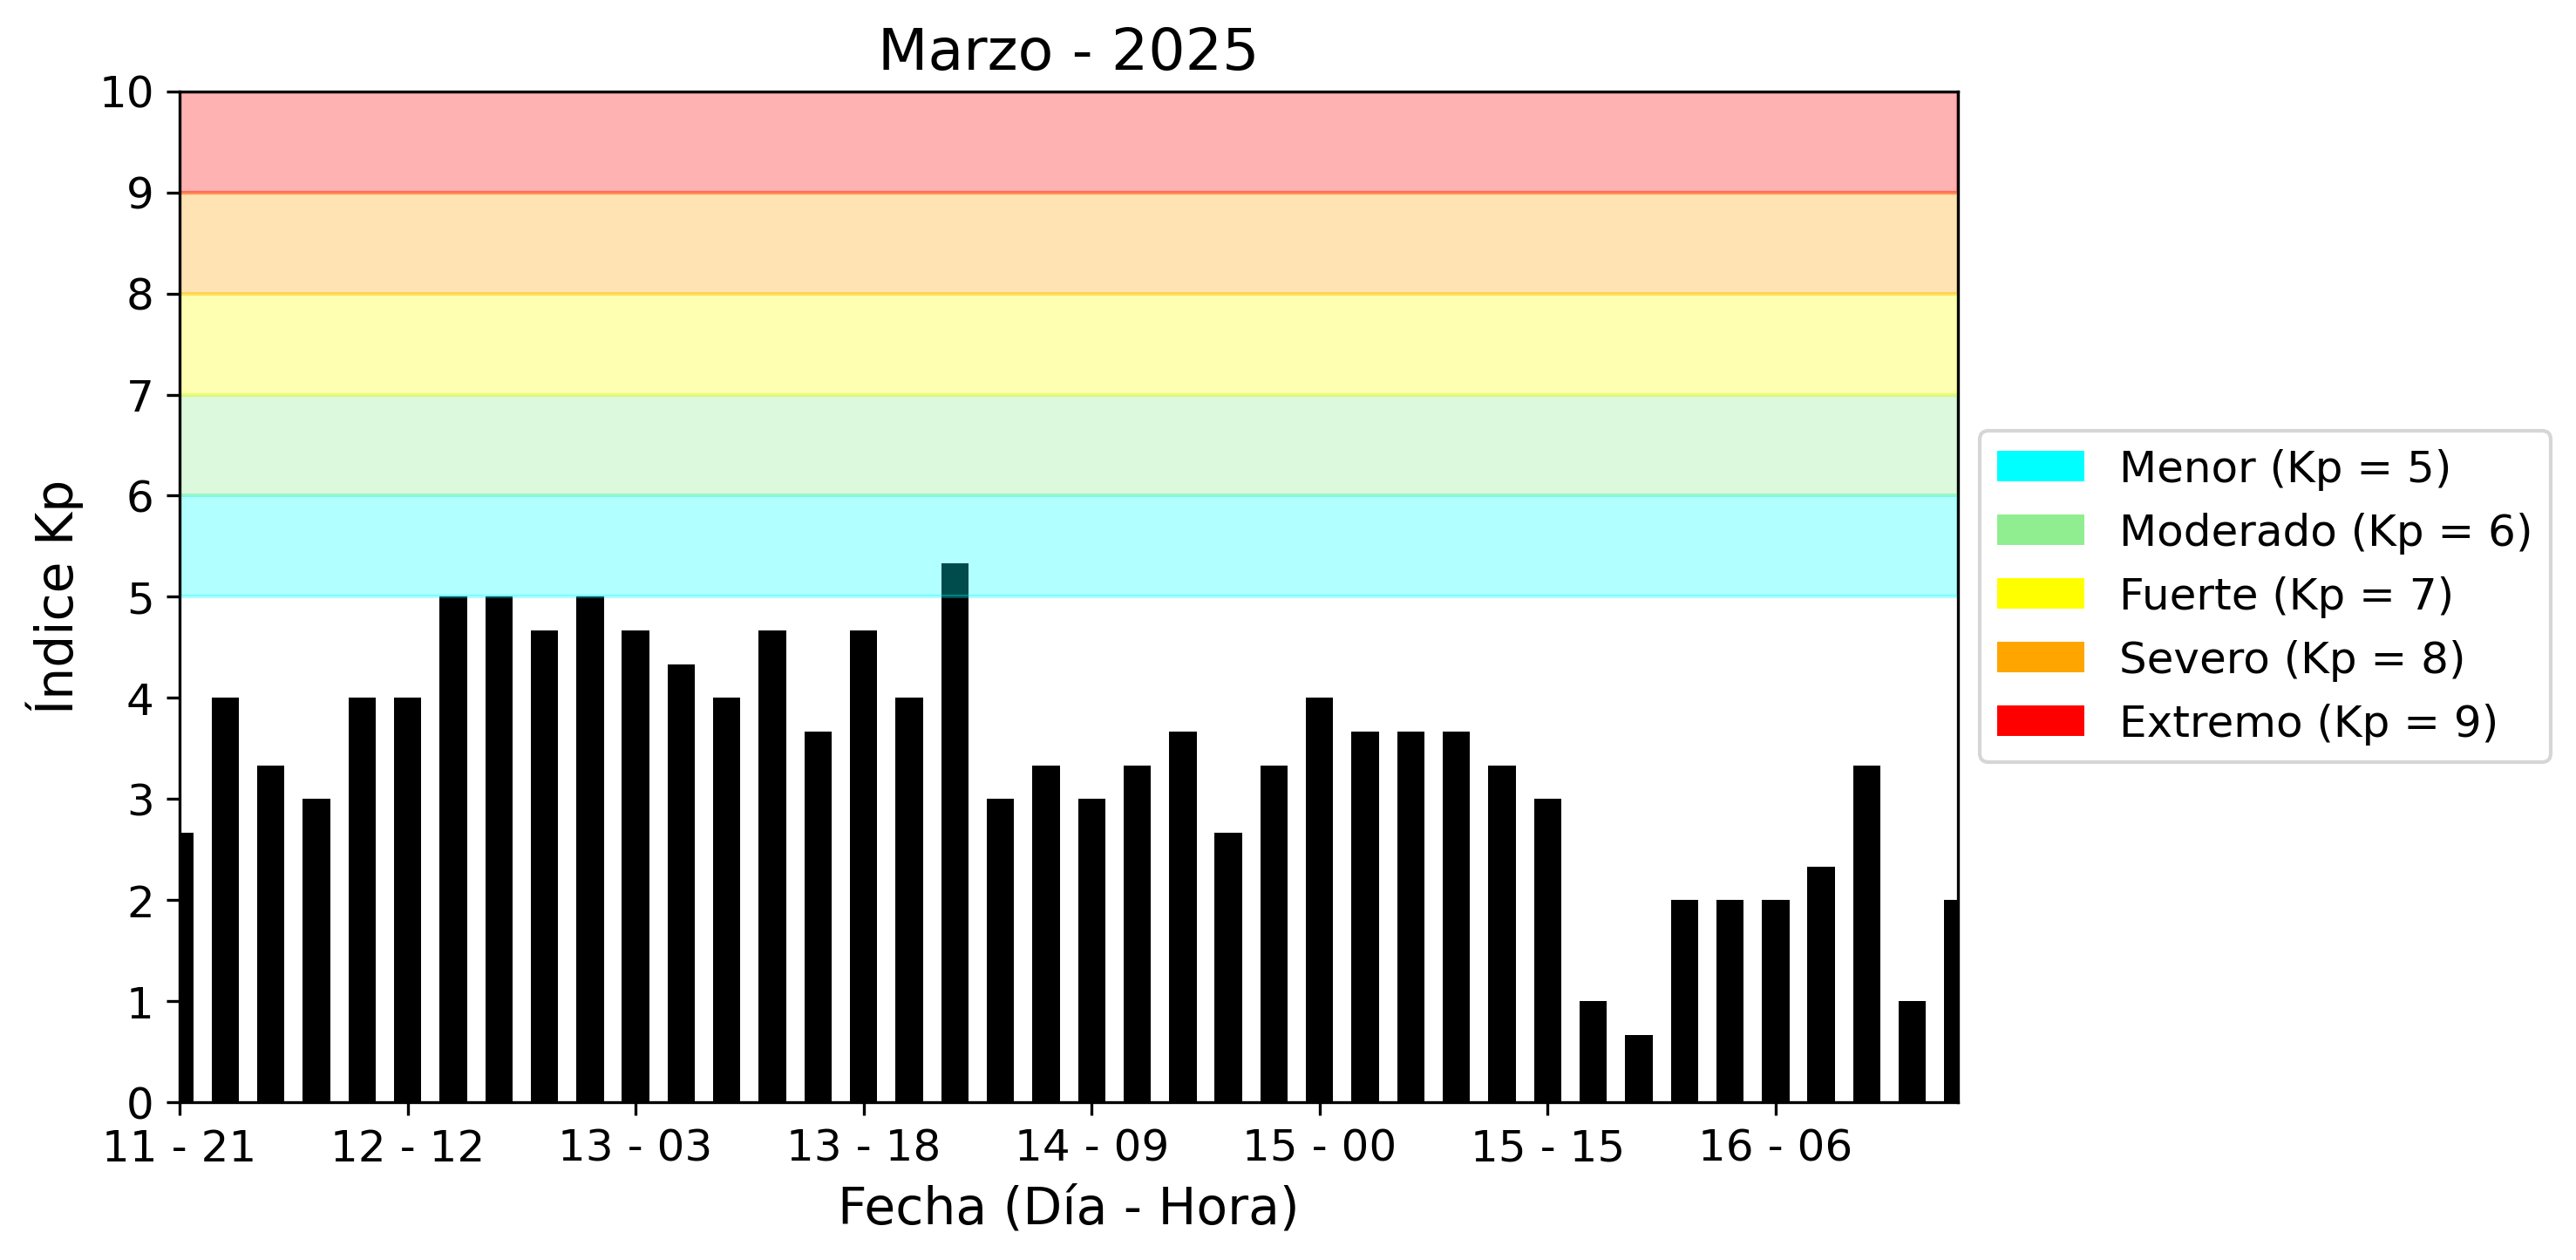 Marzo - 2025
10
9
8
7
6
5
4
3
2
1
0
Índice Kp
11 - 21
12 - 12
13 - 03
13 - 18
14 - 09
15 - 00
15 - 15
16 - 06
Fecha (Día - Hora)
Menor (Kp = 5)
Moderado (Kp = 6)
Fuerte (Kp = 7)
Severo (Kp = 8)
Extremo (Kp = 9)